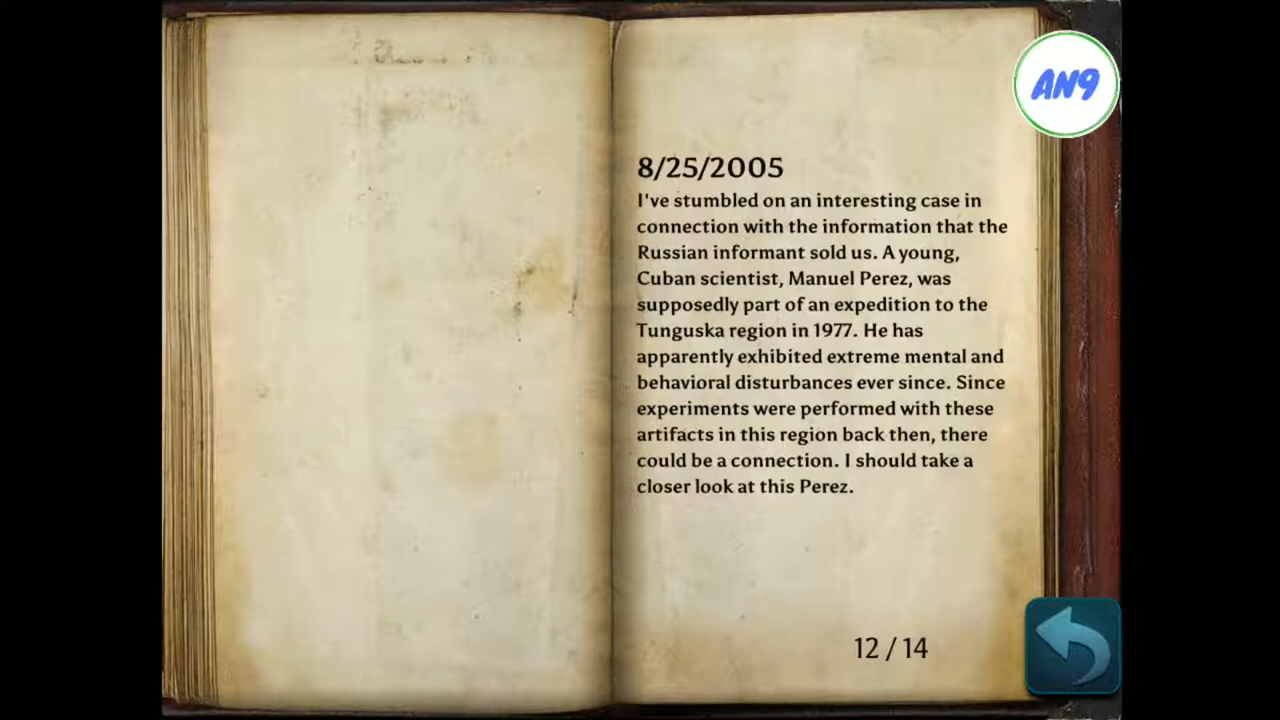 AN9
8/25/2005
I've stumbled on an interesting case in
connection with the information that the
Russian informant sold us. A young,
Cuban scientist, Manuel Perez, was
supposedly part of an expedition to the
Tunguska region in 1977. He has
apparently exhibited extreme mental and
behavioral disturbances ever since. Since
experiments were performed with these
artifacts in this region back then, there
could be a connection. I should take a
closer look at this Perez.
12 / 14